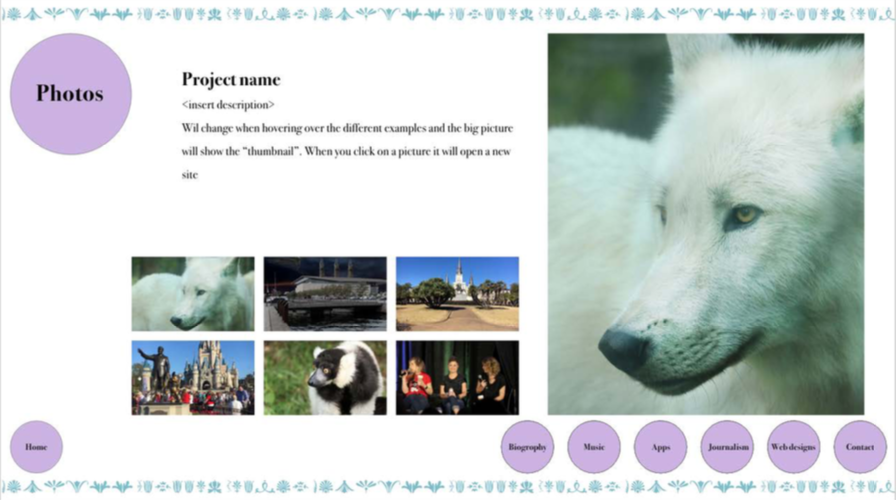 Photos
Project name
<insert description>
Wil change when hovering over the different examples and the big picture
will show the “thumbnail”. When you click on a picture it will open a new
site
Home
Biography
Music
Apps
Journalism
Web designs
Contact